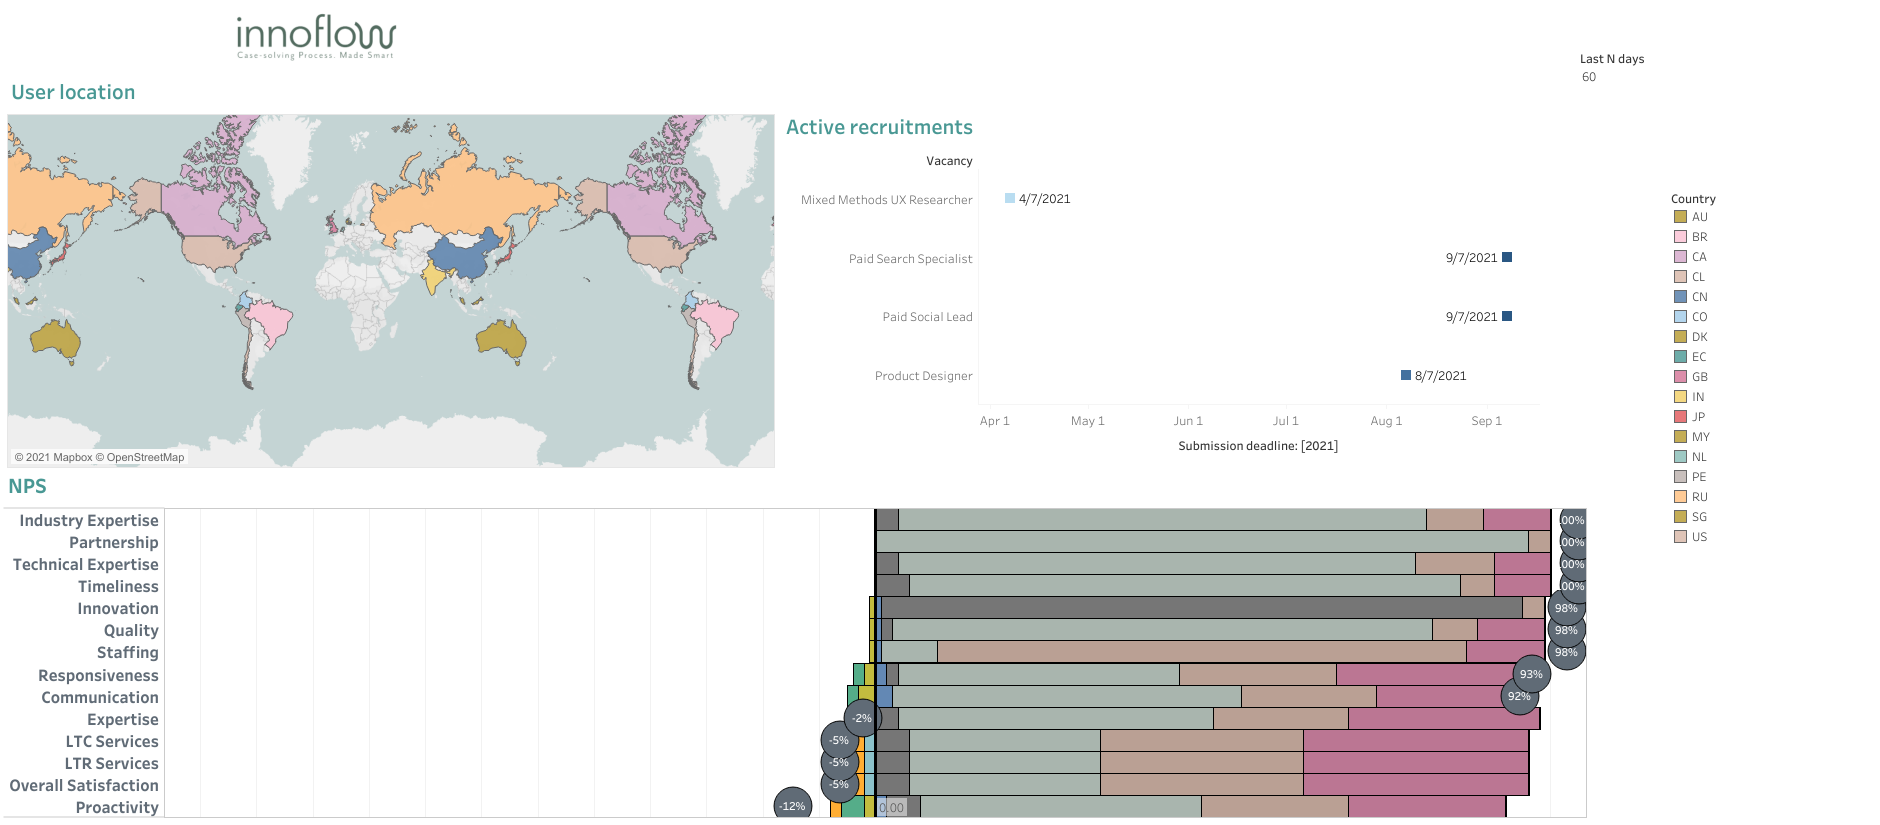 innoflow
Case-solving Process. Made Smart
Last N days
60
User location
© 2021 Mapbox © OpenStreetMap
Active recruitments
Vacancy
Mixed Methods UX Researcher
4/7/2021
Paid Search Specialist
9/7/2021
Paid Social Lead
9/7/2021
Product Designer
8/7/2021
Apr 1
May 1
Jun 1
Jul 1
Aug 1
Sep 1
Submission deadline: [2021]
Country
AU
BR
CA
CL
CN
CO
DK
EC
GB
IN
JP
MY
NL
PE
RU
SG
US
NPS
Industry Expertise
00%
Partnership
00%
Technical Expertise
00%
Timeliness
00%
Innovation
98%
Quality
98%
Staffing
98%
Responsiveness
93%
Communication
92%
Expertise
-2%
LTC Services
-5%
LTR Services
-5%
Overall Satisfaction
-5%
Proactivity
-12%
0.00